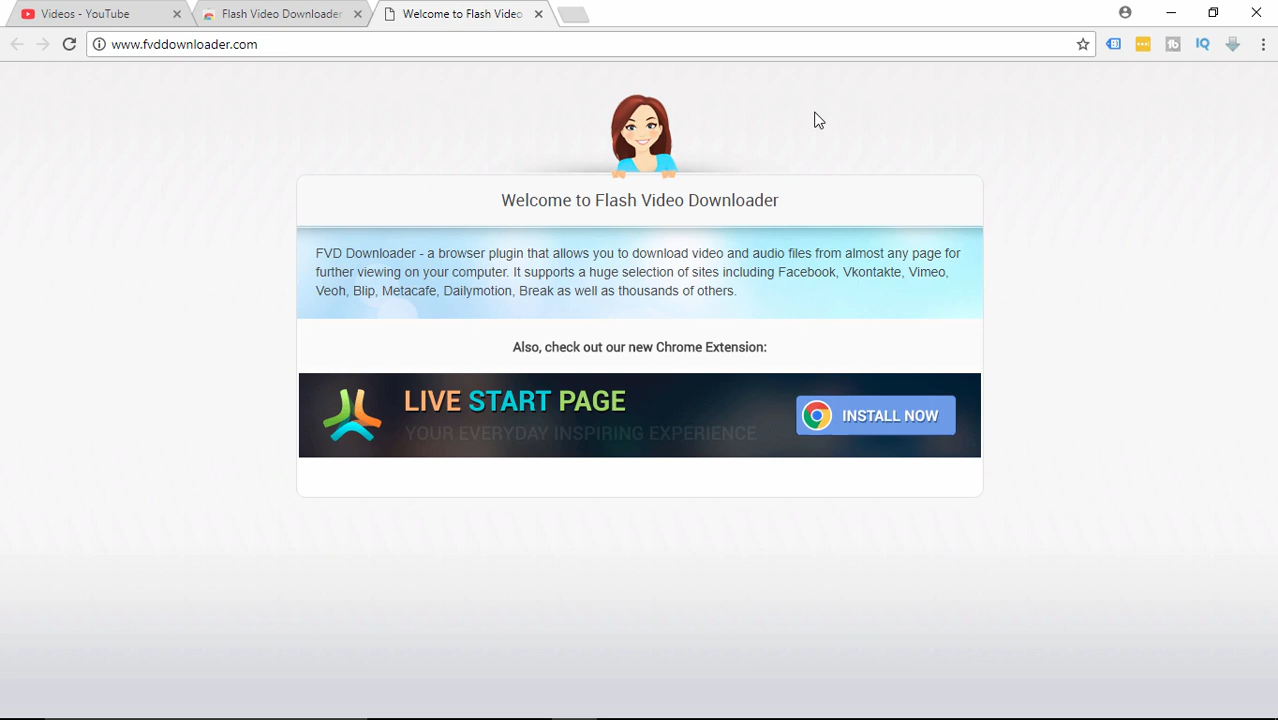 Videos - YouTube
Flash Video Downloader
Welcome to Flash Video
www.fvddownloader.com
Welcome to Flash Video Downloader
FVD Downloader - a browser plugin that allows you to download video and audio files from almost any page for
further viewing on your computer. It supports a huge selection of sites including Facebook, Vkontakte, Vimeo,
Veoh, Blip, Metacafe, Dailymotion, Break as well as thousands of others.
Also, check out our new Chrome Extension:
LIVE START PAGE
YOUR EVERYDAY INSPIRING EXPERIENCE
INSTALL NOW